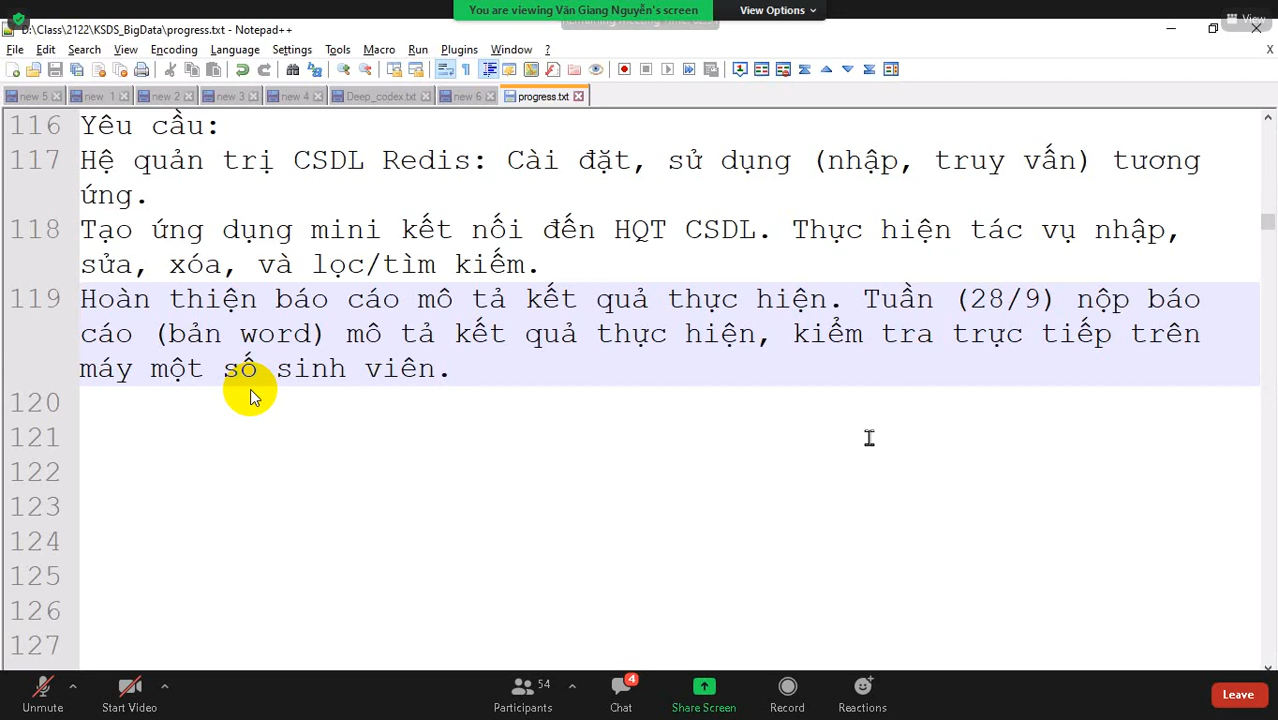 You are viewing Văn Giang Nguyễn's screen
View Options
View
D:\Class\2122\KSDS_BigData\progress.txt - Notepad++
File Edit Search View Encoding Language Settings Tools Macro Run Plugins Window ?
X
new 5 new 1 new 2 new 3 new 4 Deep_codex.txt new 6 progress.txt
116 Yêu cầu:
117 Hệ quản trị CSDL Redis: Cài đặt, sử dụng (nhập, truy vấn) tương
ứng.
118 Tạo ứng dụng mini kết nối đến HQT CSDL. Thực hiện tác vụ nhập,
sửa, xóa, và lọc/tìm kiếm.
119 Hoàn thiện báo cáo mô tả kết quả thực hiện. Tuần (28/9) nộp báo
cáo (bản word) mô tả kết quả thực hiện, kiểm tra trực tiếp trên
máy một số sinh viên.
120
121
122
123
124
125
126
127
Unmute Start Video 54 Participants 4 Chat Share Screen Record Reactions Leave